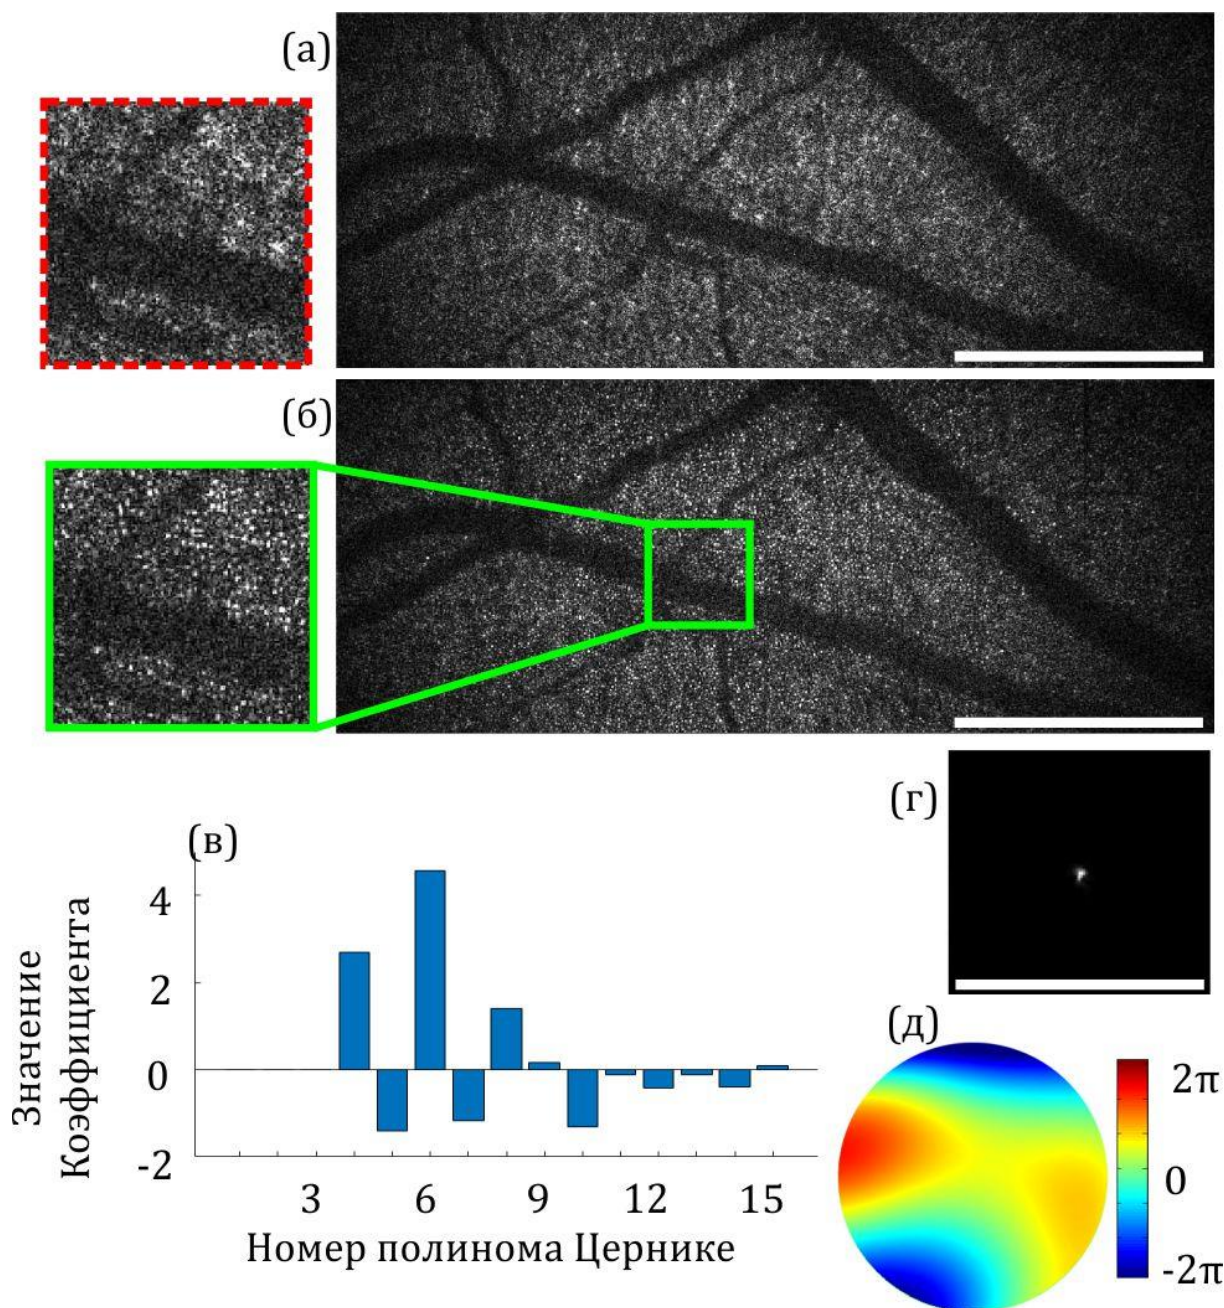 (а)
(б)
(в)
4
2
0
-2
Значение
Коэффициента
3 6 9 12 15
Номер полинома Цернике
(г)
(д)
2π
0
-2π